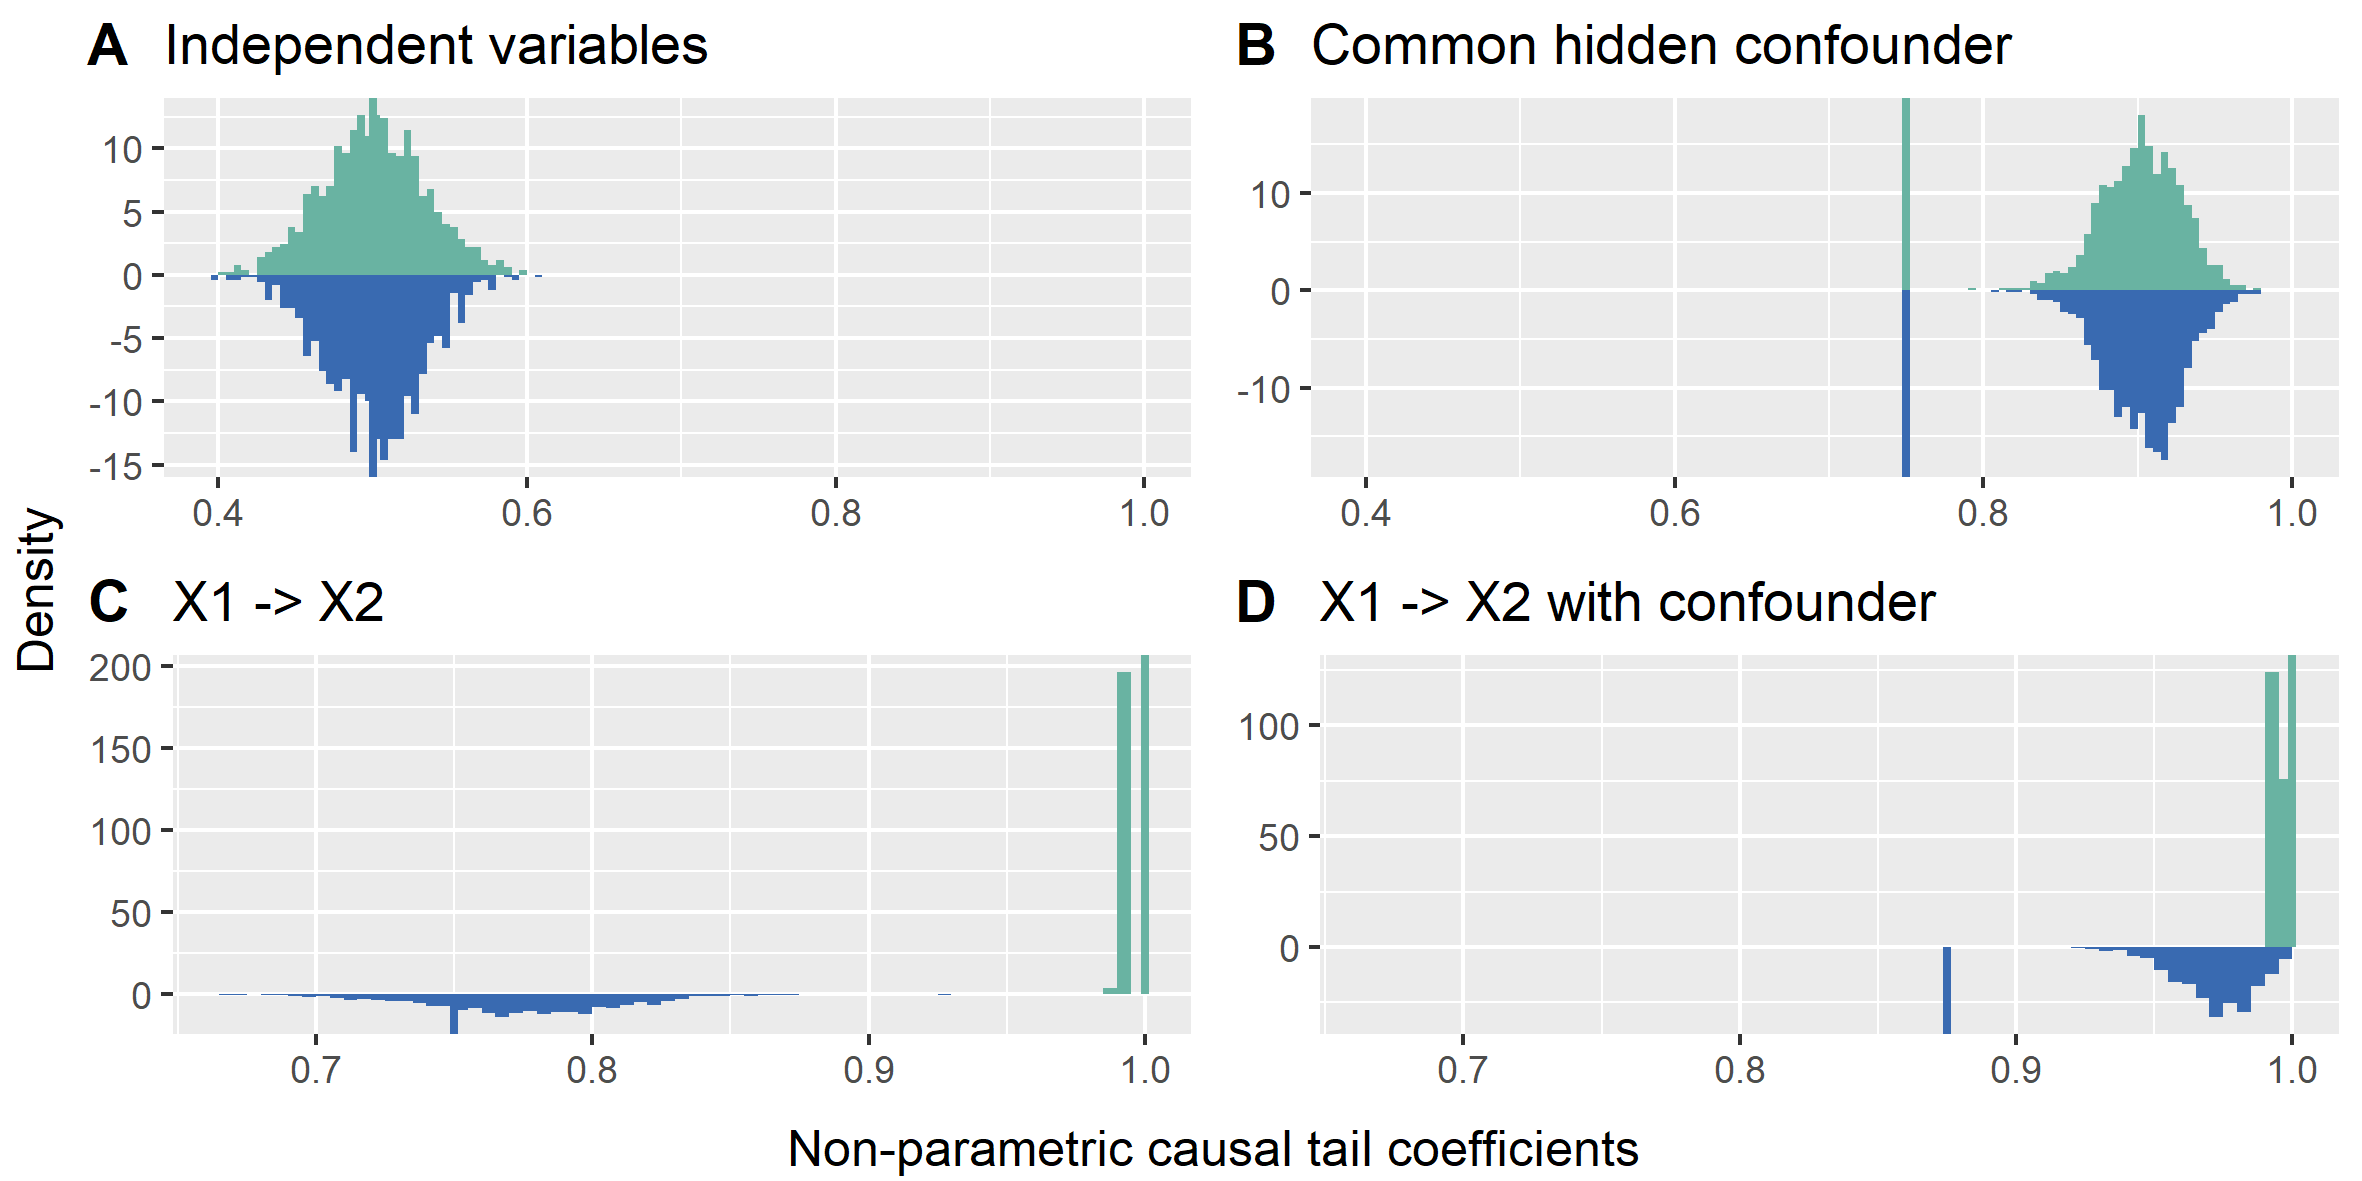 A Independent variables
10
5
0
-5
-10
-15
0.4 0.6 0.8 1.0
B Common hidden confounder
10
0
-10
0.4 0.6 0.8 1.0
Density
C X1 -> X2
200
150
100
50
0
0.7 0.8 0.9 1.0
D X1 -> X2 with confounder
100
50
0
0.7 0.8 0.9 1.0
Non-parametric causal tail coefficients